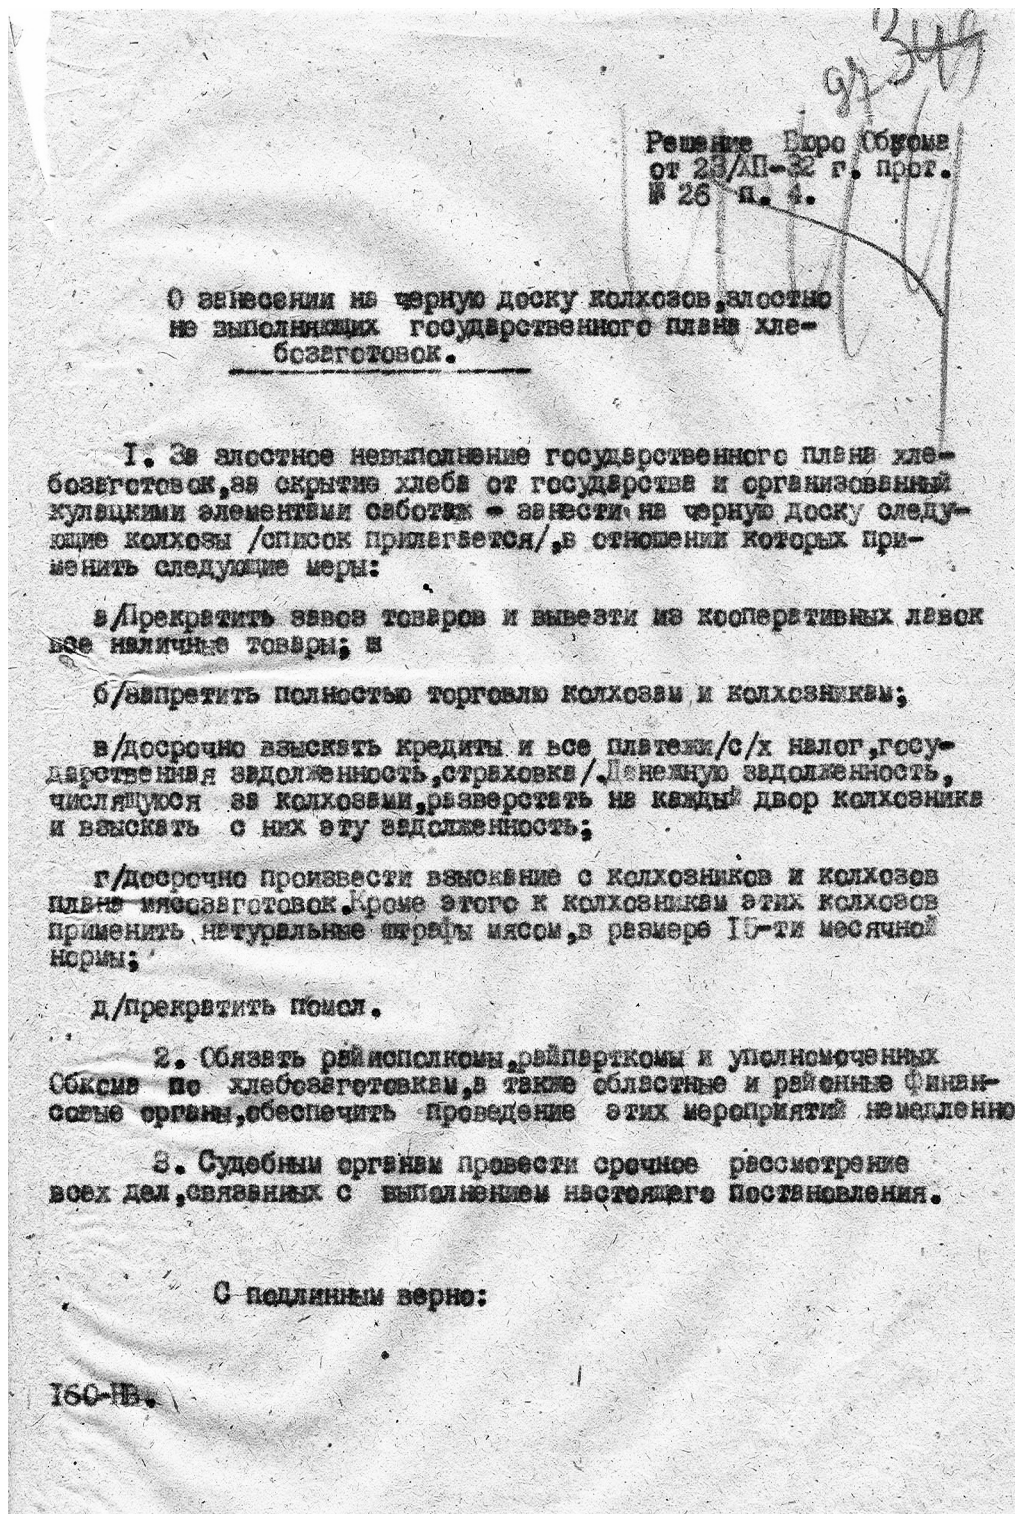 349
97
Решение Бюро Обкома
от 23/ХП-32 г. прот.
№ 26 п. 4.
О занесении на черную доску колхозов,злостно
не выполняющих государственного плана хле-
бозаготовок.
I. За злостное невыполнение государственного плана хле-
бозаготовок,за скрытие хлеба от государства и организованный
кулацкими элементами саботаж - занести на черную доску следу-
ющие колхозы /список прилагается/,в отношении которых при-
менить следующие меры:
а/Прекратить завоз товаров и вывезти из кооперативных лавок
все наличные товары; и
б/запретить полностью торговлю колхозам и колхозникам;
в/досрочно взыскать кредиты и все платежи/с/х налог,госу-
дарственная задолженность,страховка/.Денежную задолженность,
числящуюся за колхозами,разверстать на каждый двор колхозника
и взыскать с них эту задолженность;
г/досрочно произвести взыскание с колхозников и колхозов
плана мясозаготовок.Кроме этого к колхозникам этих колхозов
применить натуральные штрафы мясом,в размере I5-ти месячной
нормы;
д/прекратить помол.
2. Обязать райисполкомы,райпарткомы и уполномоченных
Обкома по хлебозаготовкам,а также областные и районные финан-
совые органы,обеспечить проведение этих мероприятий немедленно
3. Судебным органам провести срочное рассмотрение
всех дел,связанных с выполнением настоящего постановления.
С подлинным верно:
I60-НВ.